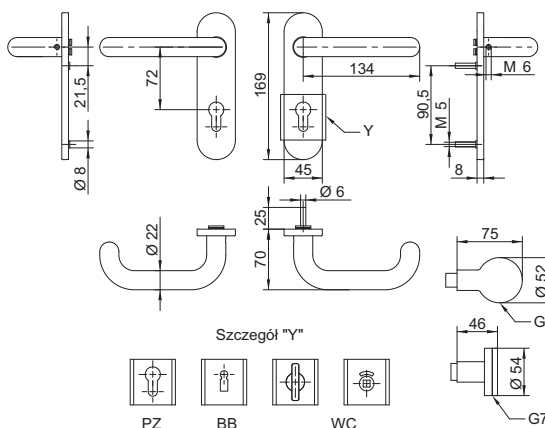 21,5
Ø 8
72
169
134
Y
45
90,5
M 6
M 5
8
Ø 22
Ø 6
25
70
75
Ø 52
G
46
Ø 54
G7
Szczegół "Y"
PZ
BB
WC